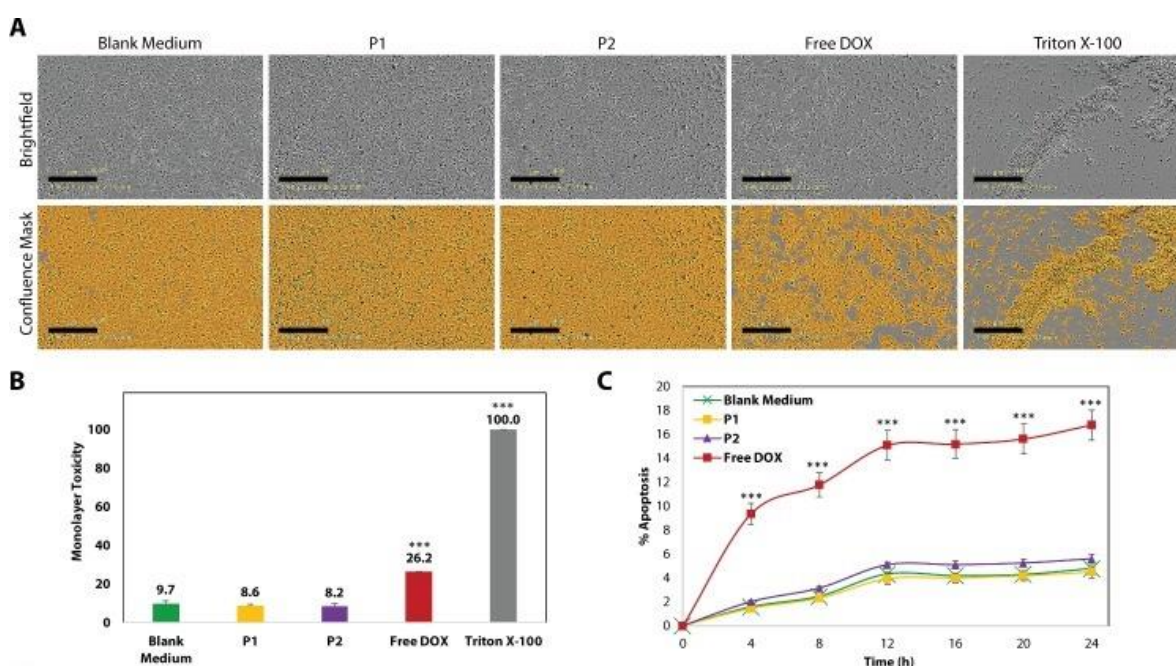 A
Blank Medium
P1
P2
Free DOX
Triton X-100
Brightfield
Confluence Mask
B
Monolayer Toxicity
100
80
60
40
20
0
9.7
8.6
8.2
***
26.2
***
100.0
Blank
Medium
P1
P2
Free DOX
Triton X-100
C
% Apoptosis
20
18
16
14
12
10
8
6
4
2
0
Blank Medium
P1
P2
Free DOX
***
***
***
***
***
***
0
4
8
12
16
20
24
Time (h)